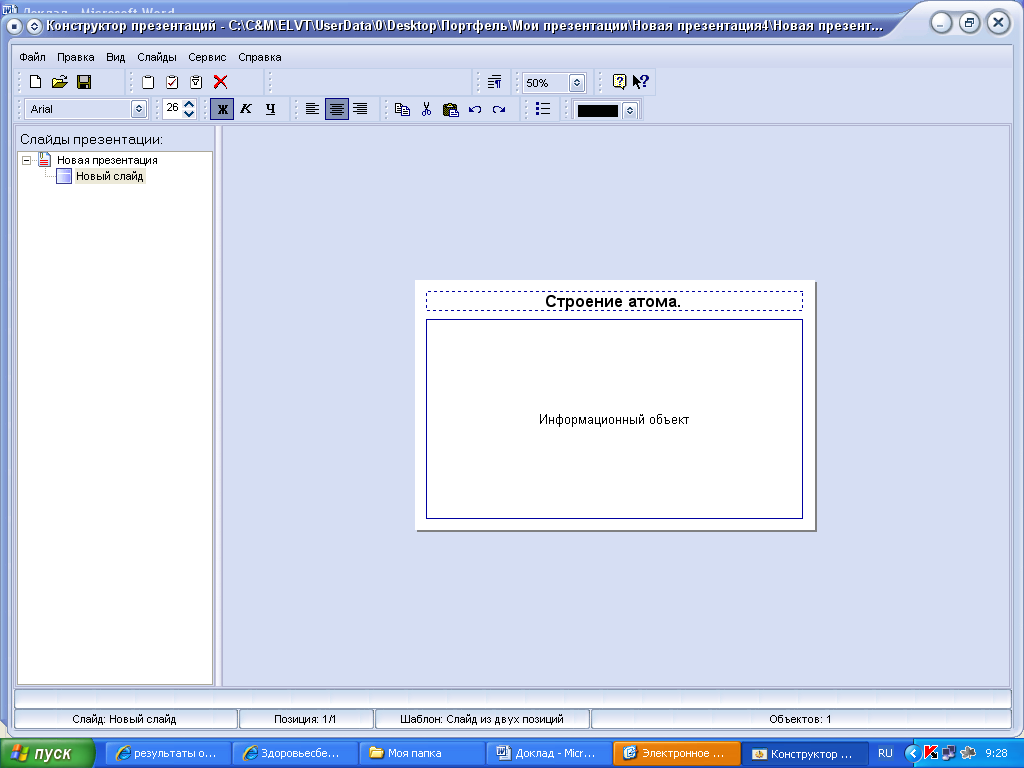 Доклад - Microsoft Word
Конструктор презентаций - C:\C&M\ELVT\UserData\0\Desktop\Портфель\Мои презентации\Новая презентация4\Новая презент...
Файл Правка Вид Слайды Сервис Справка
50%
Arial 26 Ж К Ч
Слайды презентации:
Новая презентация
Новый слайд
Строение атома.
Информационный объект
Слайд: Новый слайд Позиция: 1/1 Шаблон: Слайд из двух позиций Объектов: 1
пуск результаты о... Здоровьесбе... Моя папка Доклад - Micr... Электронное ... Конструктор ... RU 9:28